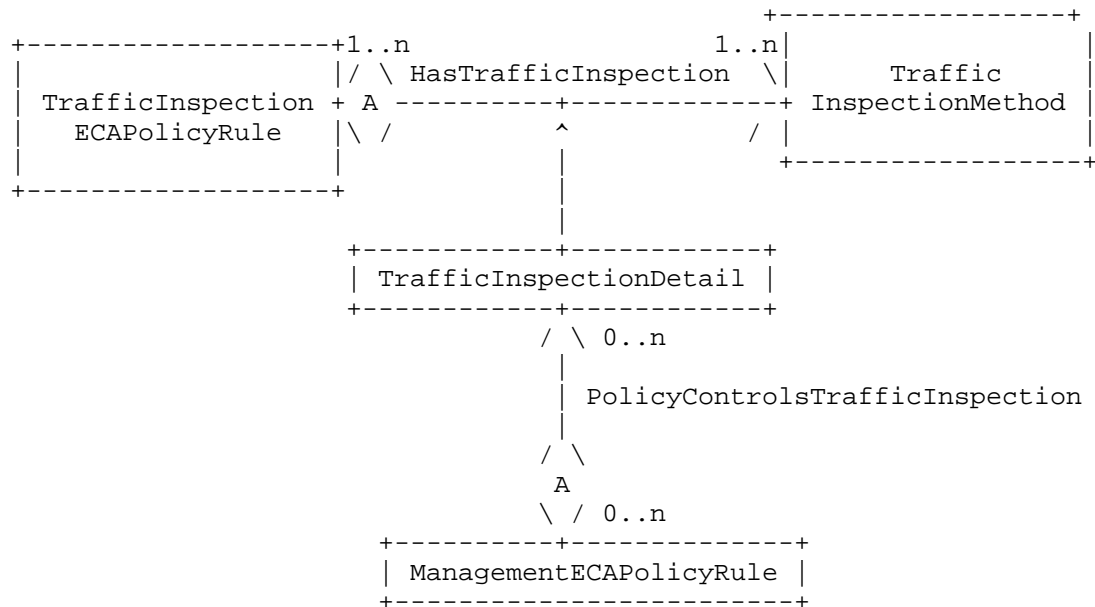 1..n 1..n
/ \ HasTrafficInspection \ Traffic
TrafficInspection + A -----------+-------------+ InspectionMethod
ECAPolicyRule \ / ^ /
TrafficInspectionDetail
/ \ 0..n
PolicyControlsTrafficInspection
/ \
A
\ / 0..n
ManagementECAPolicyRule